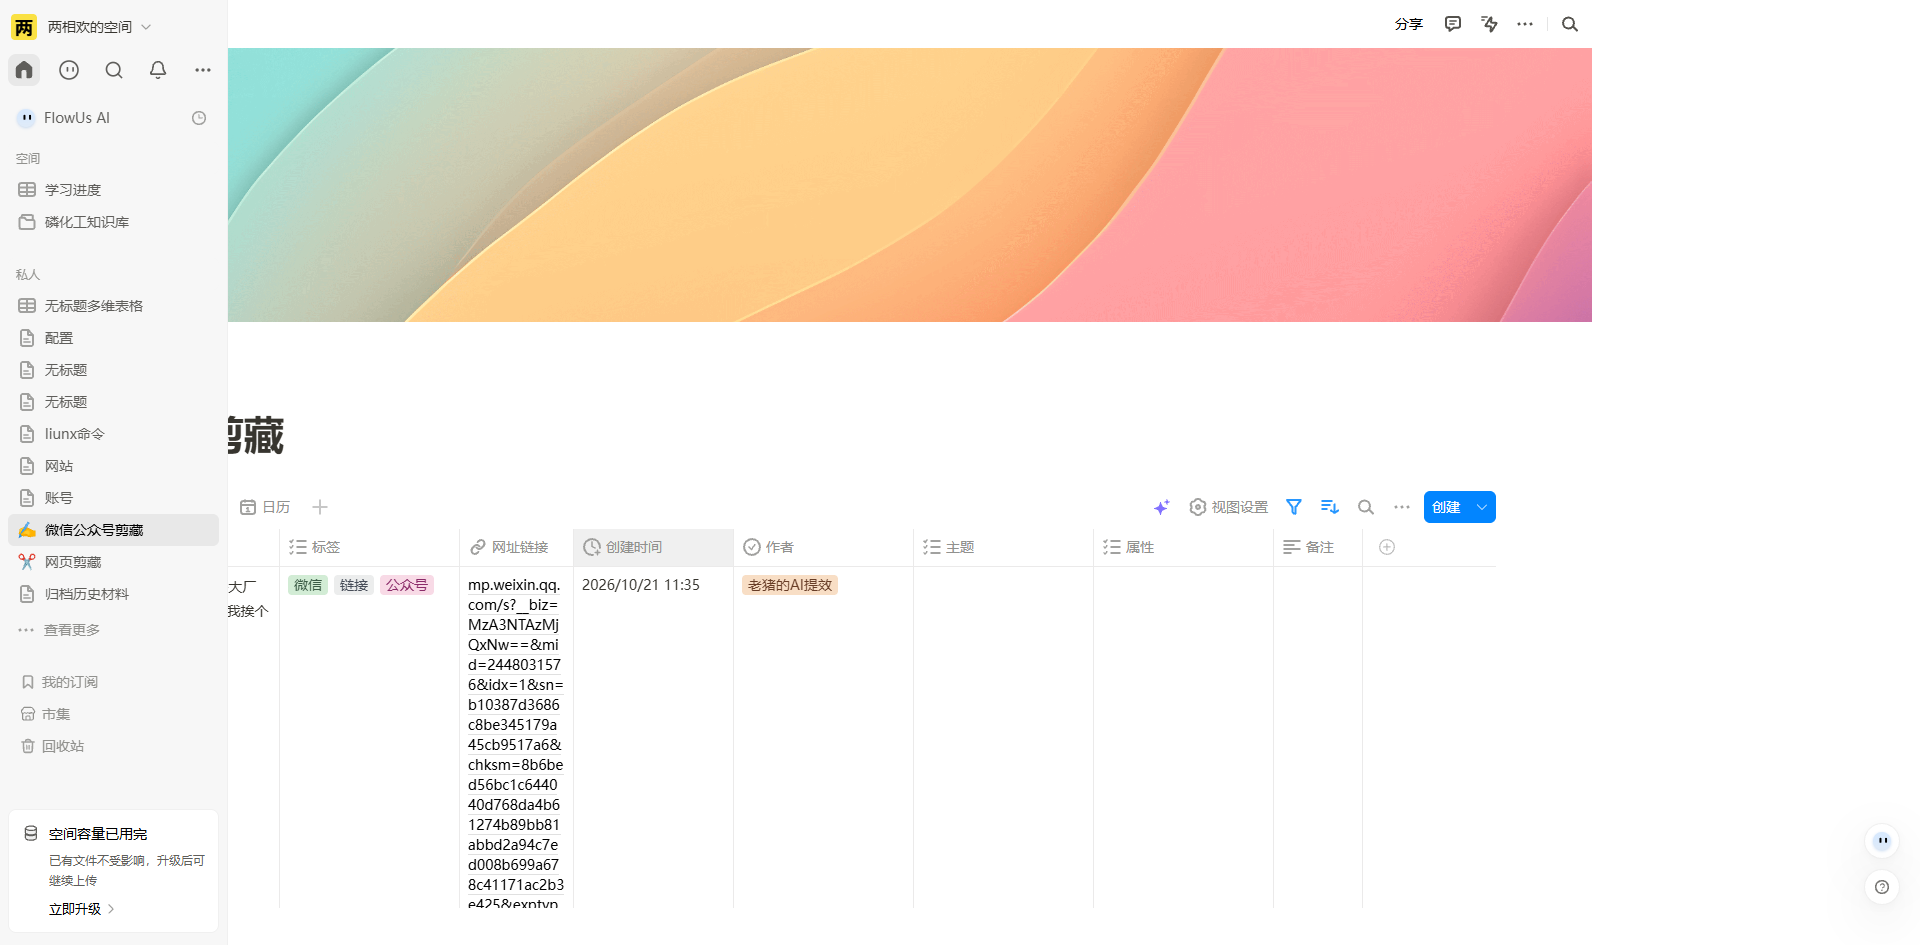 两 两相欢的空间
FlowUs AI
空间
学习进度
磷化工知识库
私人
无标题多维表格
配置
无标题
无标题
liunx命令
网站
账号
微信公众号剪藏
网页剪藏
归档历史材料
查看更多
我的订阅
市集
回收站
空间容量已用完
已有文件不受影响，升级后可
继续上传
立即升级
分享
剪藏
日历
视图设置
创建
标签 网址链接 创建时间 作者 主题 属性 备注
大厂
我挨个
微信 链接 公众号
mp.weixin.qq.
com/s?__biz=
MzA3NTAzMj
QxNw==&mi
d=244803157
6&idx=1&sn=
b10387d3686
c8be345179a
45cb9517a6&
chksm=8b6be
d56bc1c6440
40d768da4b6
1274b89bb81
abbd2a94c7e
d008b699a67
8c41171ac2b3
e425&exptyp
2026/10/21 11:35
老猪的AI提效